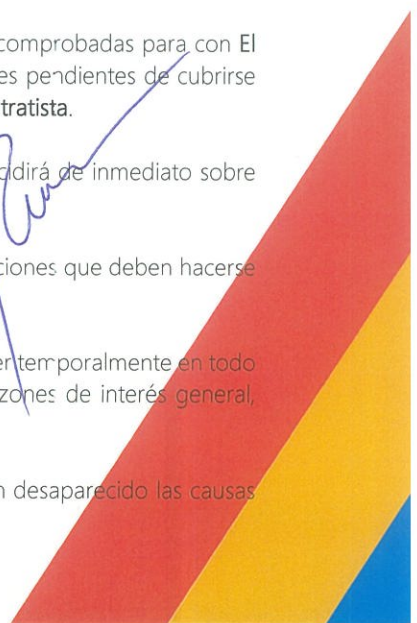 comprobadas para con El
es pendientes de cubrirse
tratista.
cidirá de inmediato sobre
ciones que deben hacerse
er temporalmente en todo
zones de interés general,
n desaparecido las causas